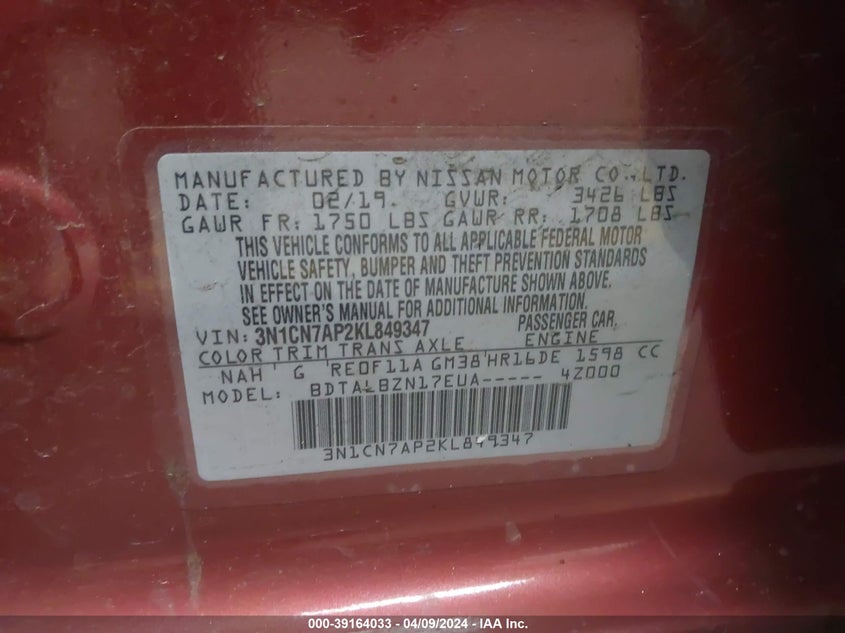 MANUFACTURED BY NISSAN MOTOR CO.,LTD.
DATE: 02/19 GVWR: 3426 LBS
GAWR FR: 1750 LBS GAWR RR: 1708 LBS
THIS VEHICLE CONFORMS TO ALL APPLICABLE FEDERAL MOTOR
VEHICLE SAFETY, BUMPER AND THEFT PREVENTION STANDARDS
IN EFFECT ON THE DATE OF MANUFACTURE SHOWN ABOVE.
SEE OWNER'S MANUAL FOR ADDITIONAL INFORMATION.
VIN: 3N1CN7AP2KL849347 PASSENGER CAR
COLOR TRIM TRANS AXLE ENGINE
NAH G RE0F11A GM38 HR16DE 1598 CC
MODEL: BDTALBZN17EUA----- 4Z000
3N1CN7AP2KL849347
000-39164033 - 04/09/2024 - IAA Inc.